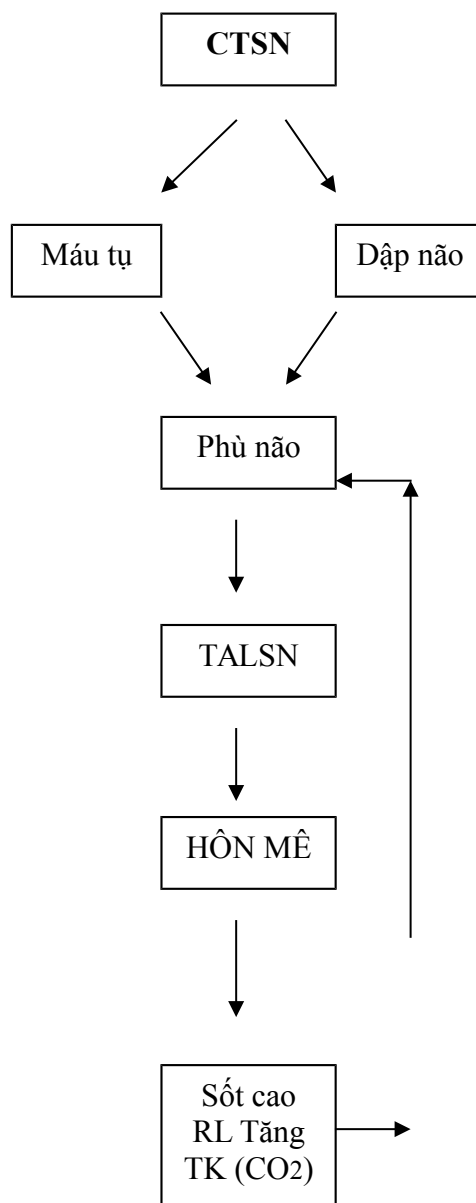 CTSN
Máu tụ
Dập não
Phù não
TALSN
HÔN MÊ
Sốt cao
RL Tăng
TK (CO2)